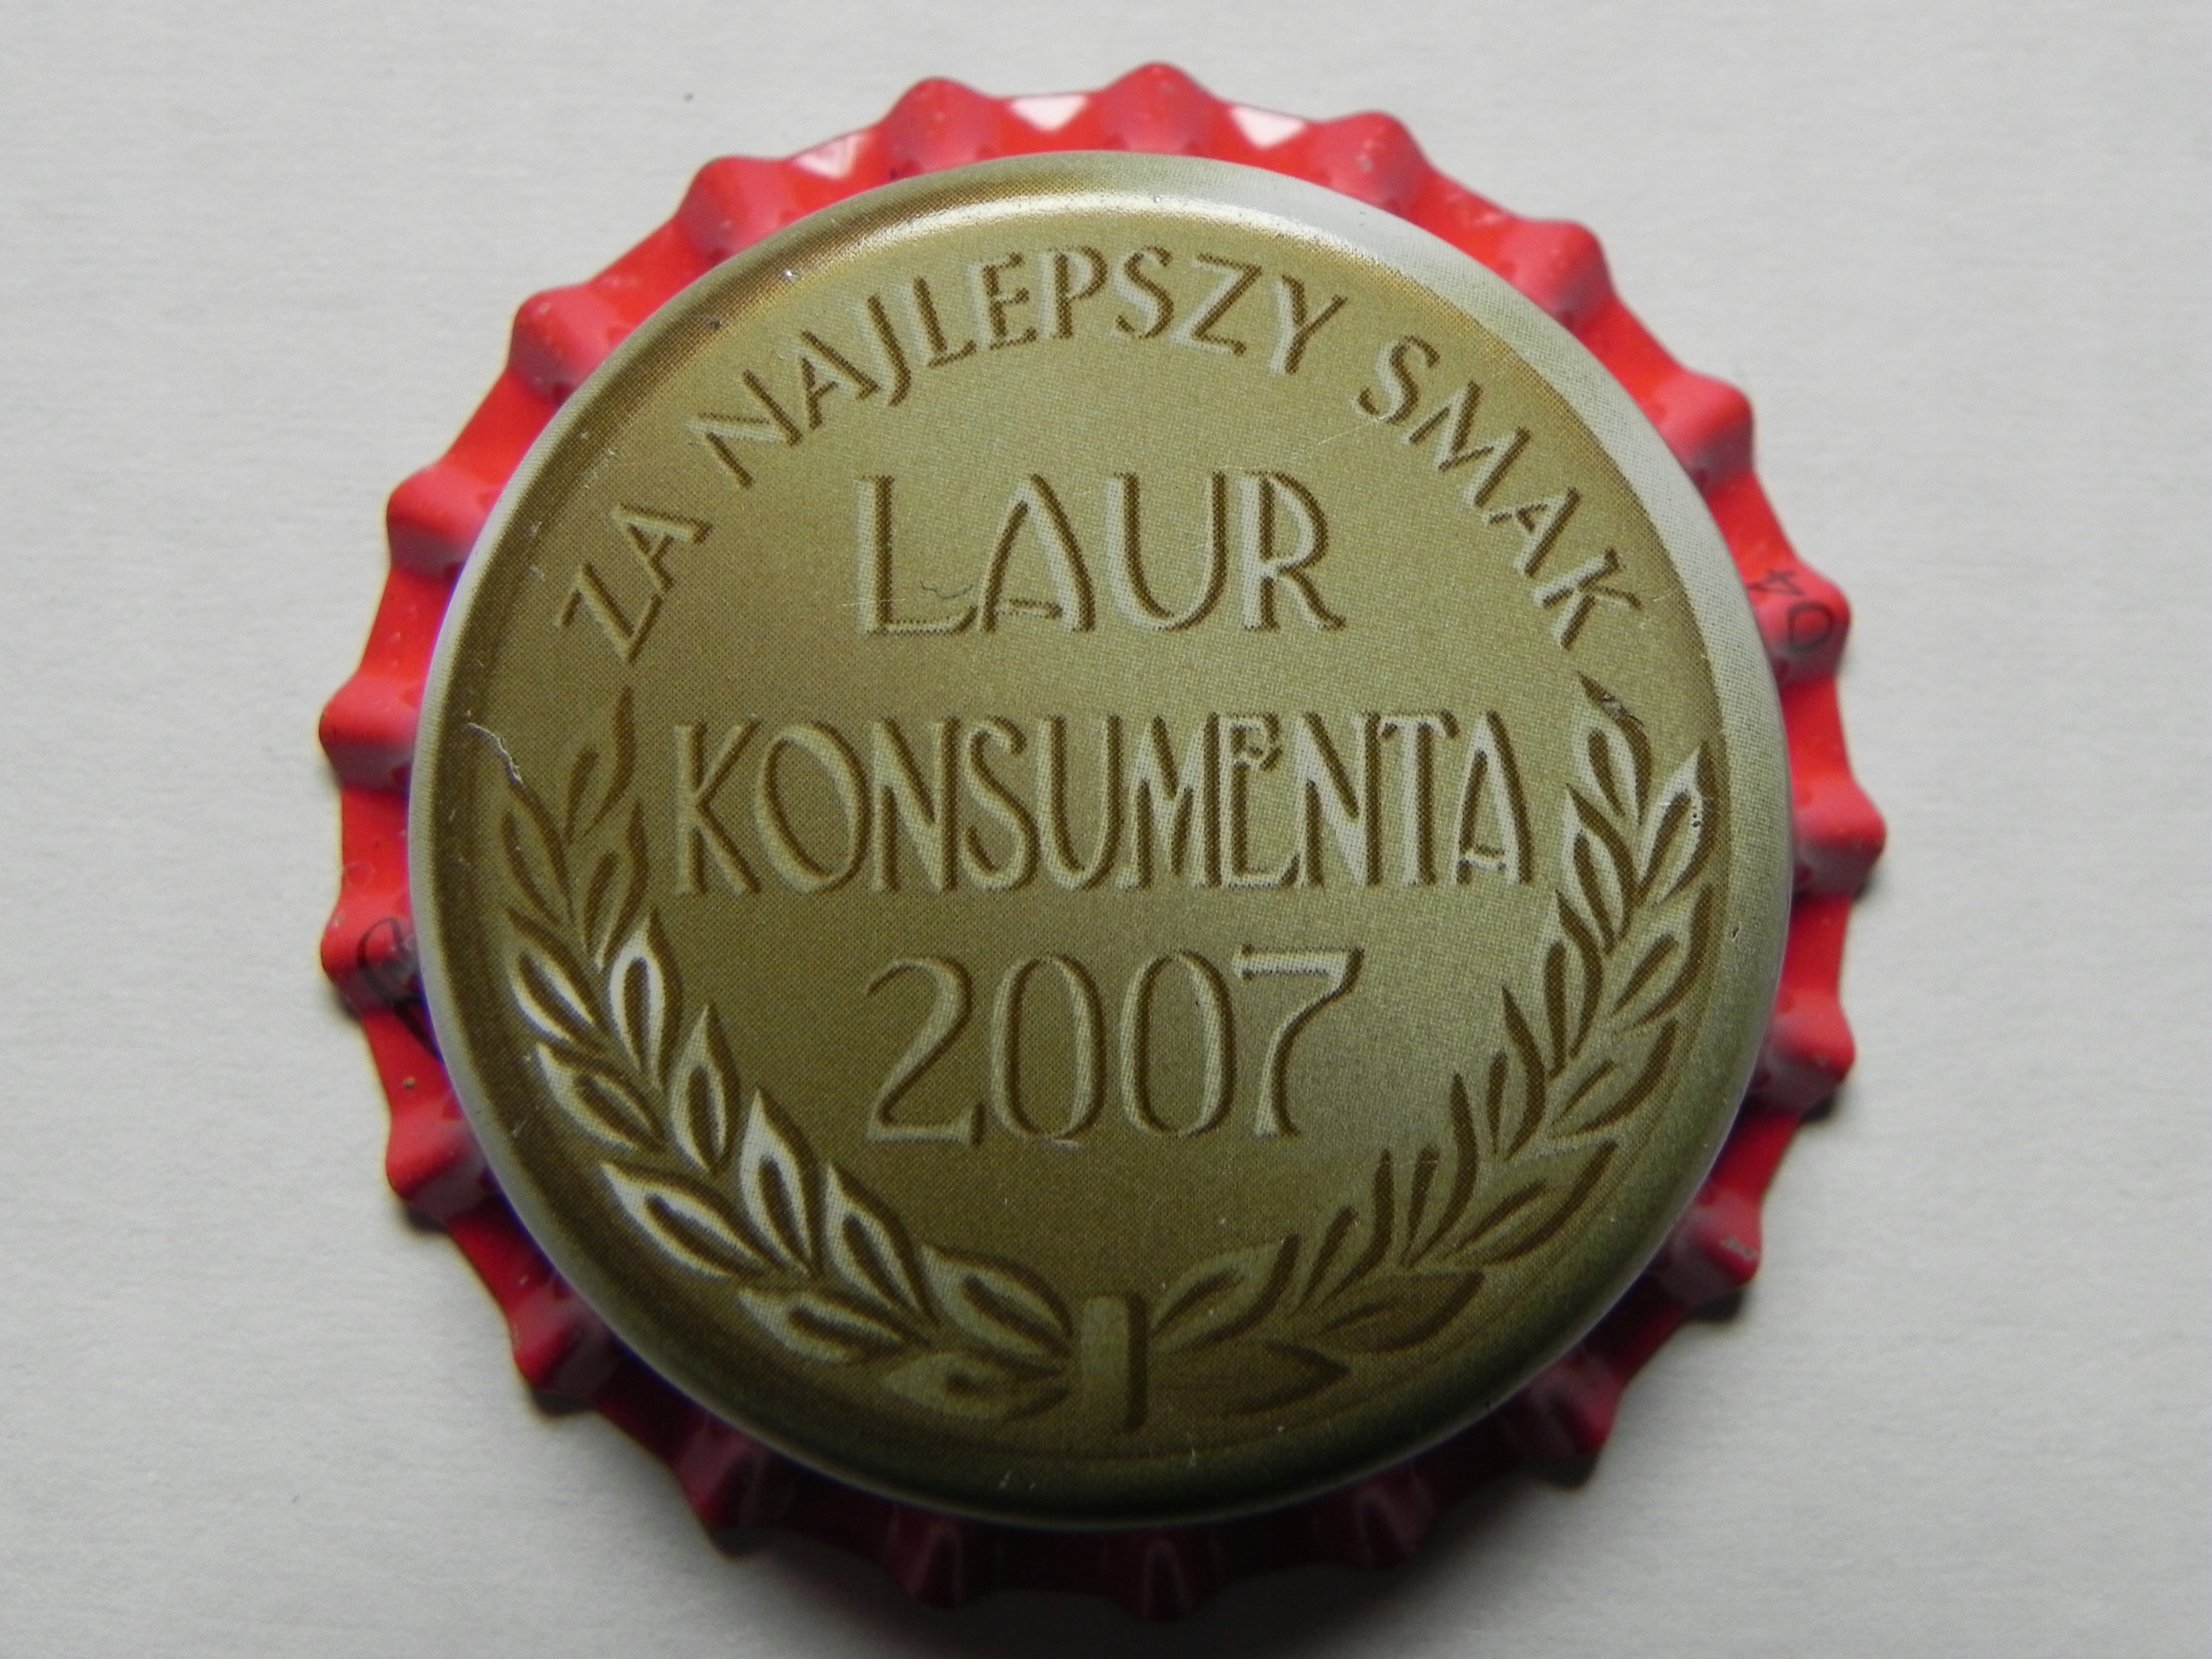 ZA NAJLEPSZY SMAK
LAUR
KONSUMENTA
2007